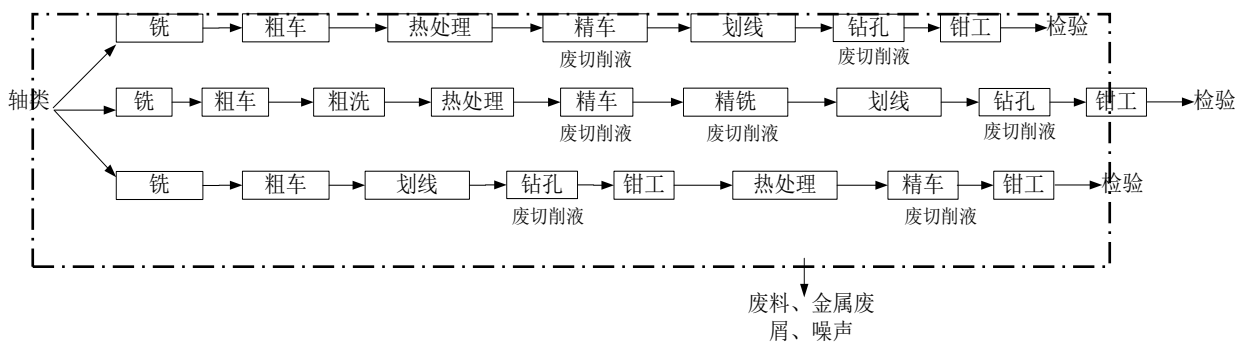 铣 粗车 热处理 精车 划线 钻孔 钳工 检验
废切削液 废切削液
轴类 铣 粗车 粗洗 热处理 精车 精铣 划线 钻孔 钳工 检验
废切削液 废切削液 废切削液
铣 粗车 划线 钻孔 钳工 热处理 精车 钳工 检验
废切削液 废切削液
废料、金属废
屑、噪声